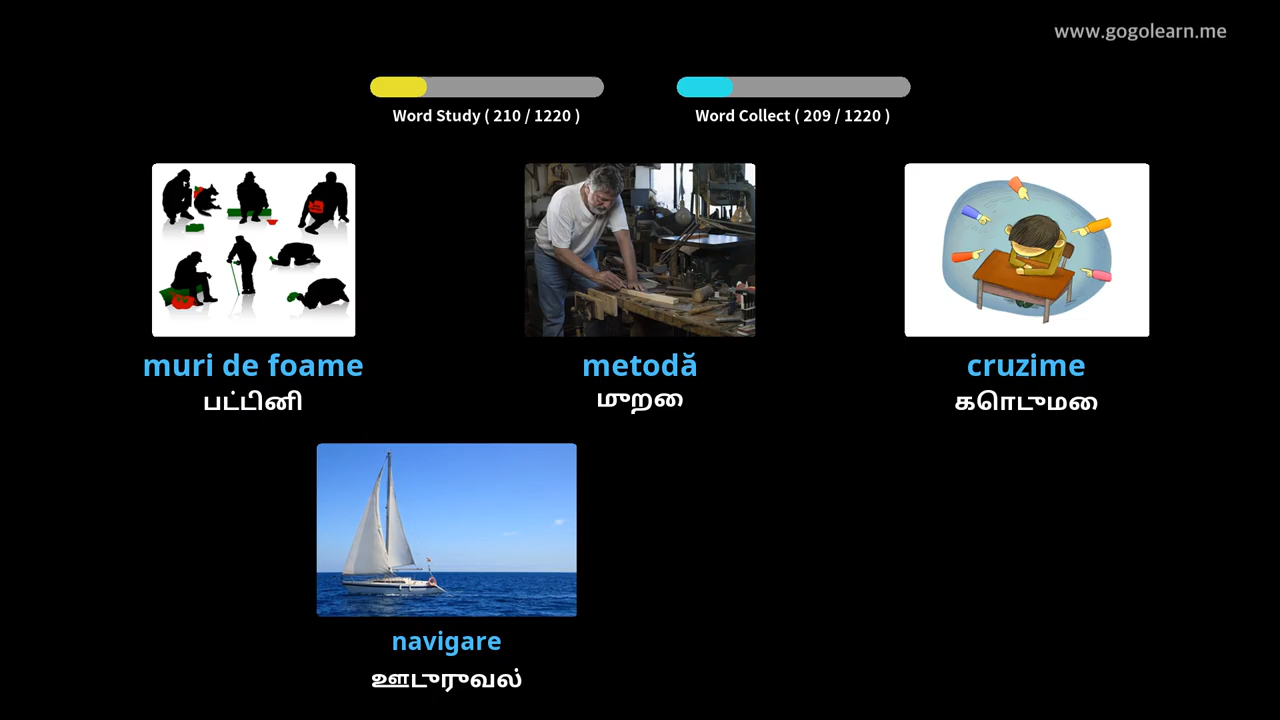 www.gogolearn.me
Word Study ( 210 / 1220 )
Word Collect ( 209 / 1220 )
muri de foame
பட்டினி
metodă
முறை
cruzime
கொடுமை
navigare
ஊடுருவல்